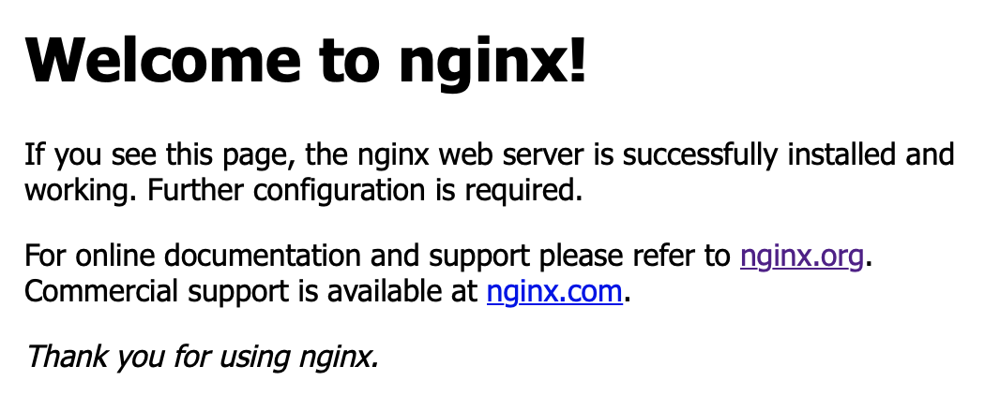 Welcome to nginx!
If you see this page, the nginx web server is successfully installed and
working. Further configuration is required.
For online documentation and support please refer to nginx.org.
Commercial support is available at nginx.com.
Thank you for using nginx.